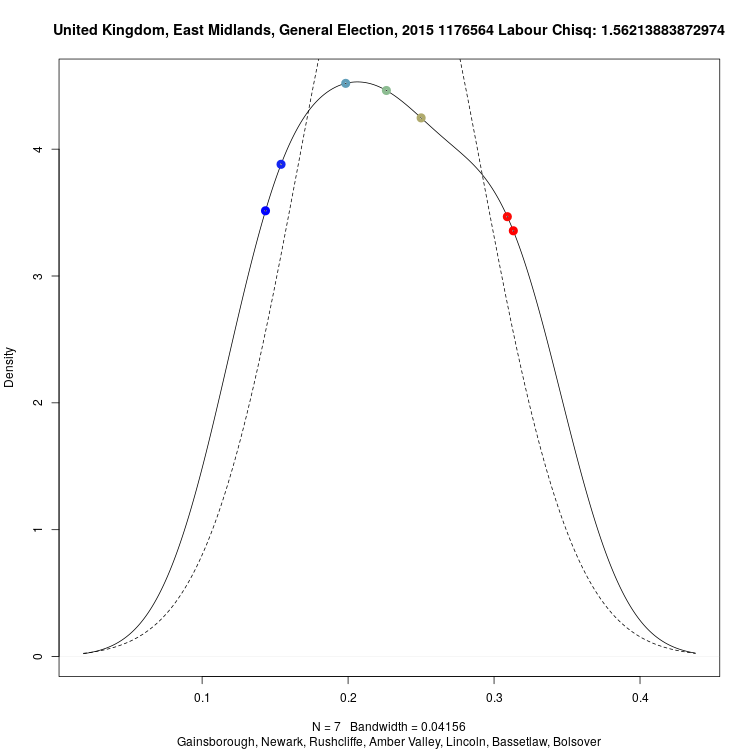 United Kingdom, East Midlands, General Election, 2015 1176564 Labour Chisq: 1.56213883872974
Density
4
3
2
1
0
0.1 0.2 0.3 0.4
N = 7 Bandwidth = 0.04156
Gainsborough, Newark, Rushcliffe, Amber Valley, Lincoln, Bassetlaw, Bolsover